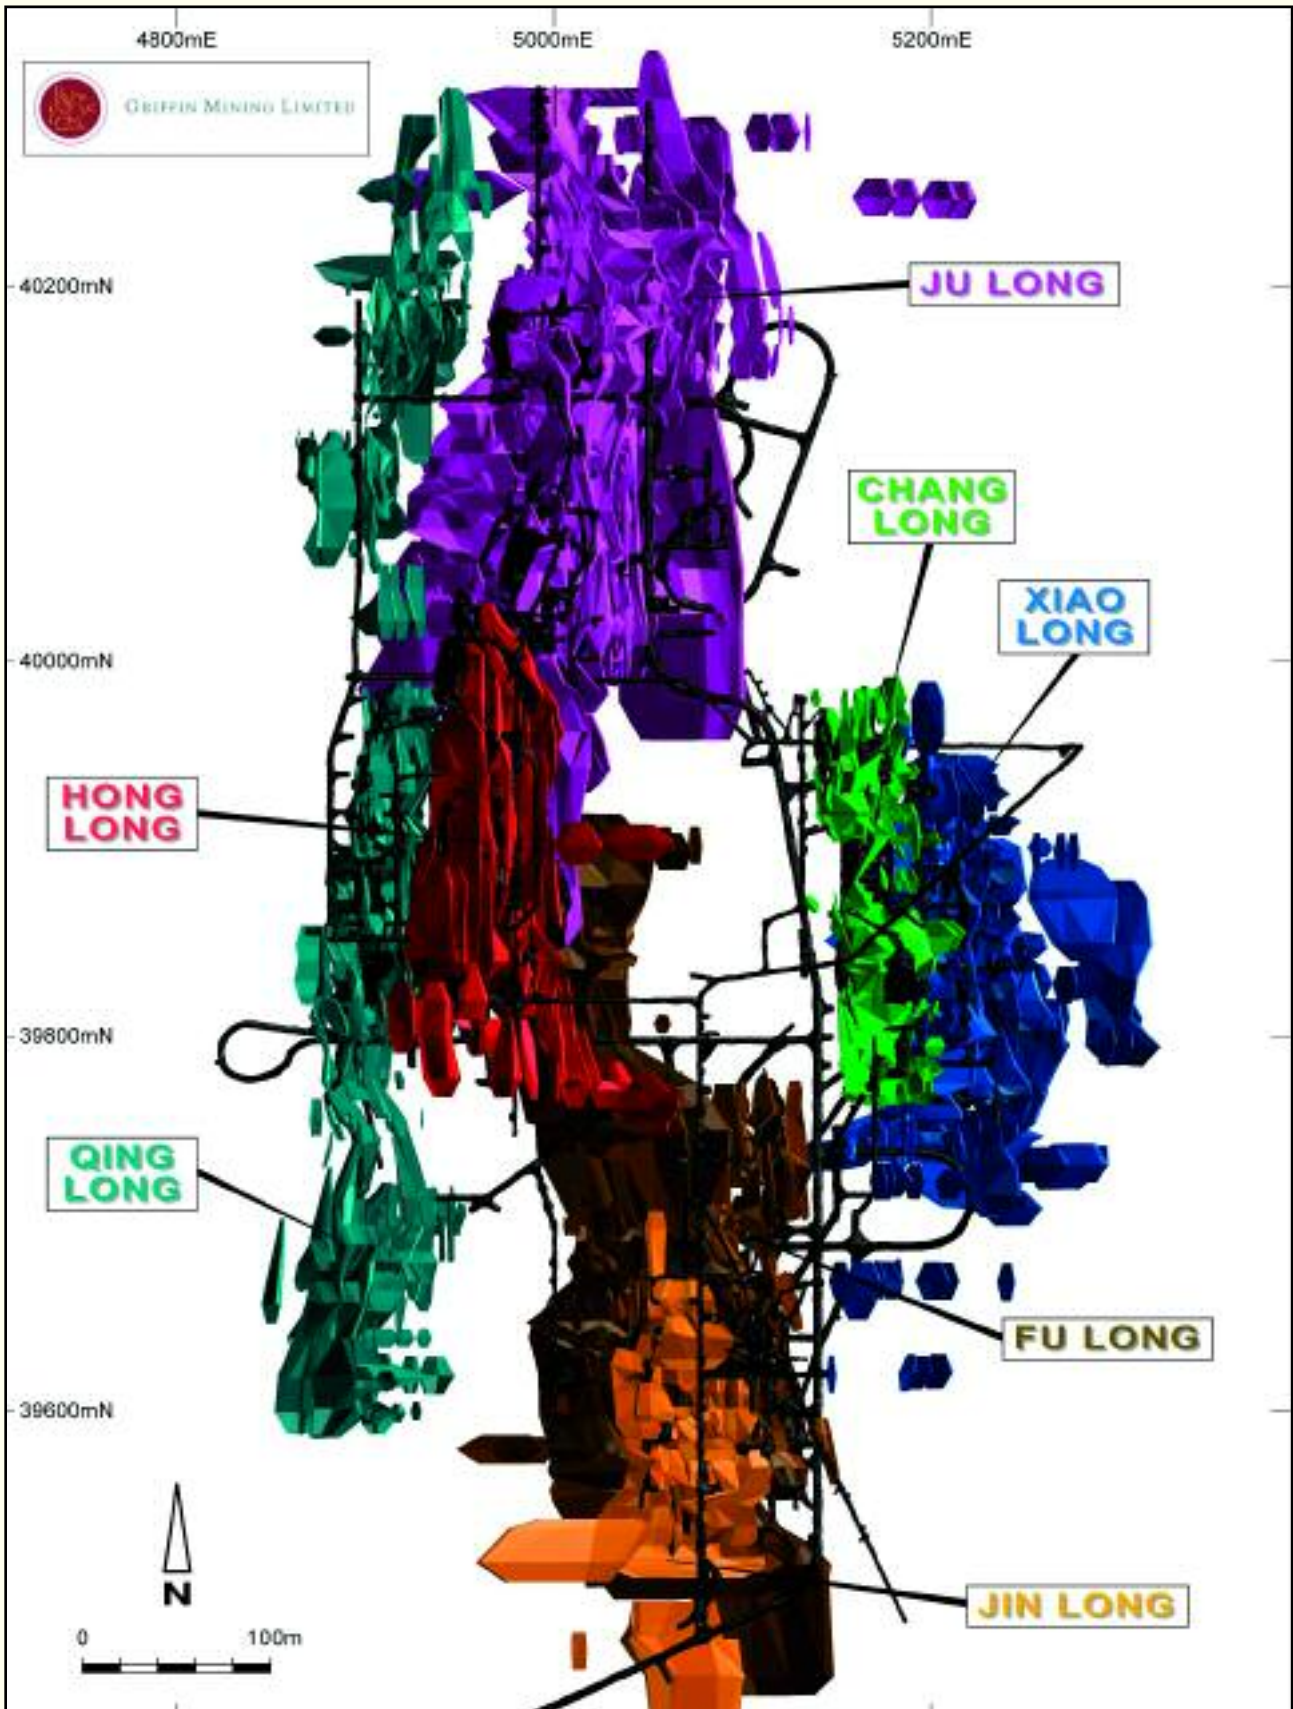 4800mE
5000mE
5200mE
GRIFFIN MINING LIMITED
40200mN
JU LONG
CHANG
LONG
XIAO
LONG
40000mN
HONG
LONG
39800mN
QING
LONG
FU LONG
39600mN
N
JIN LONG
0
100m